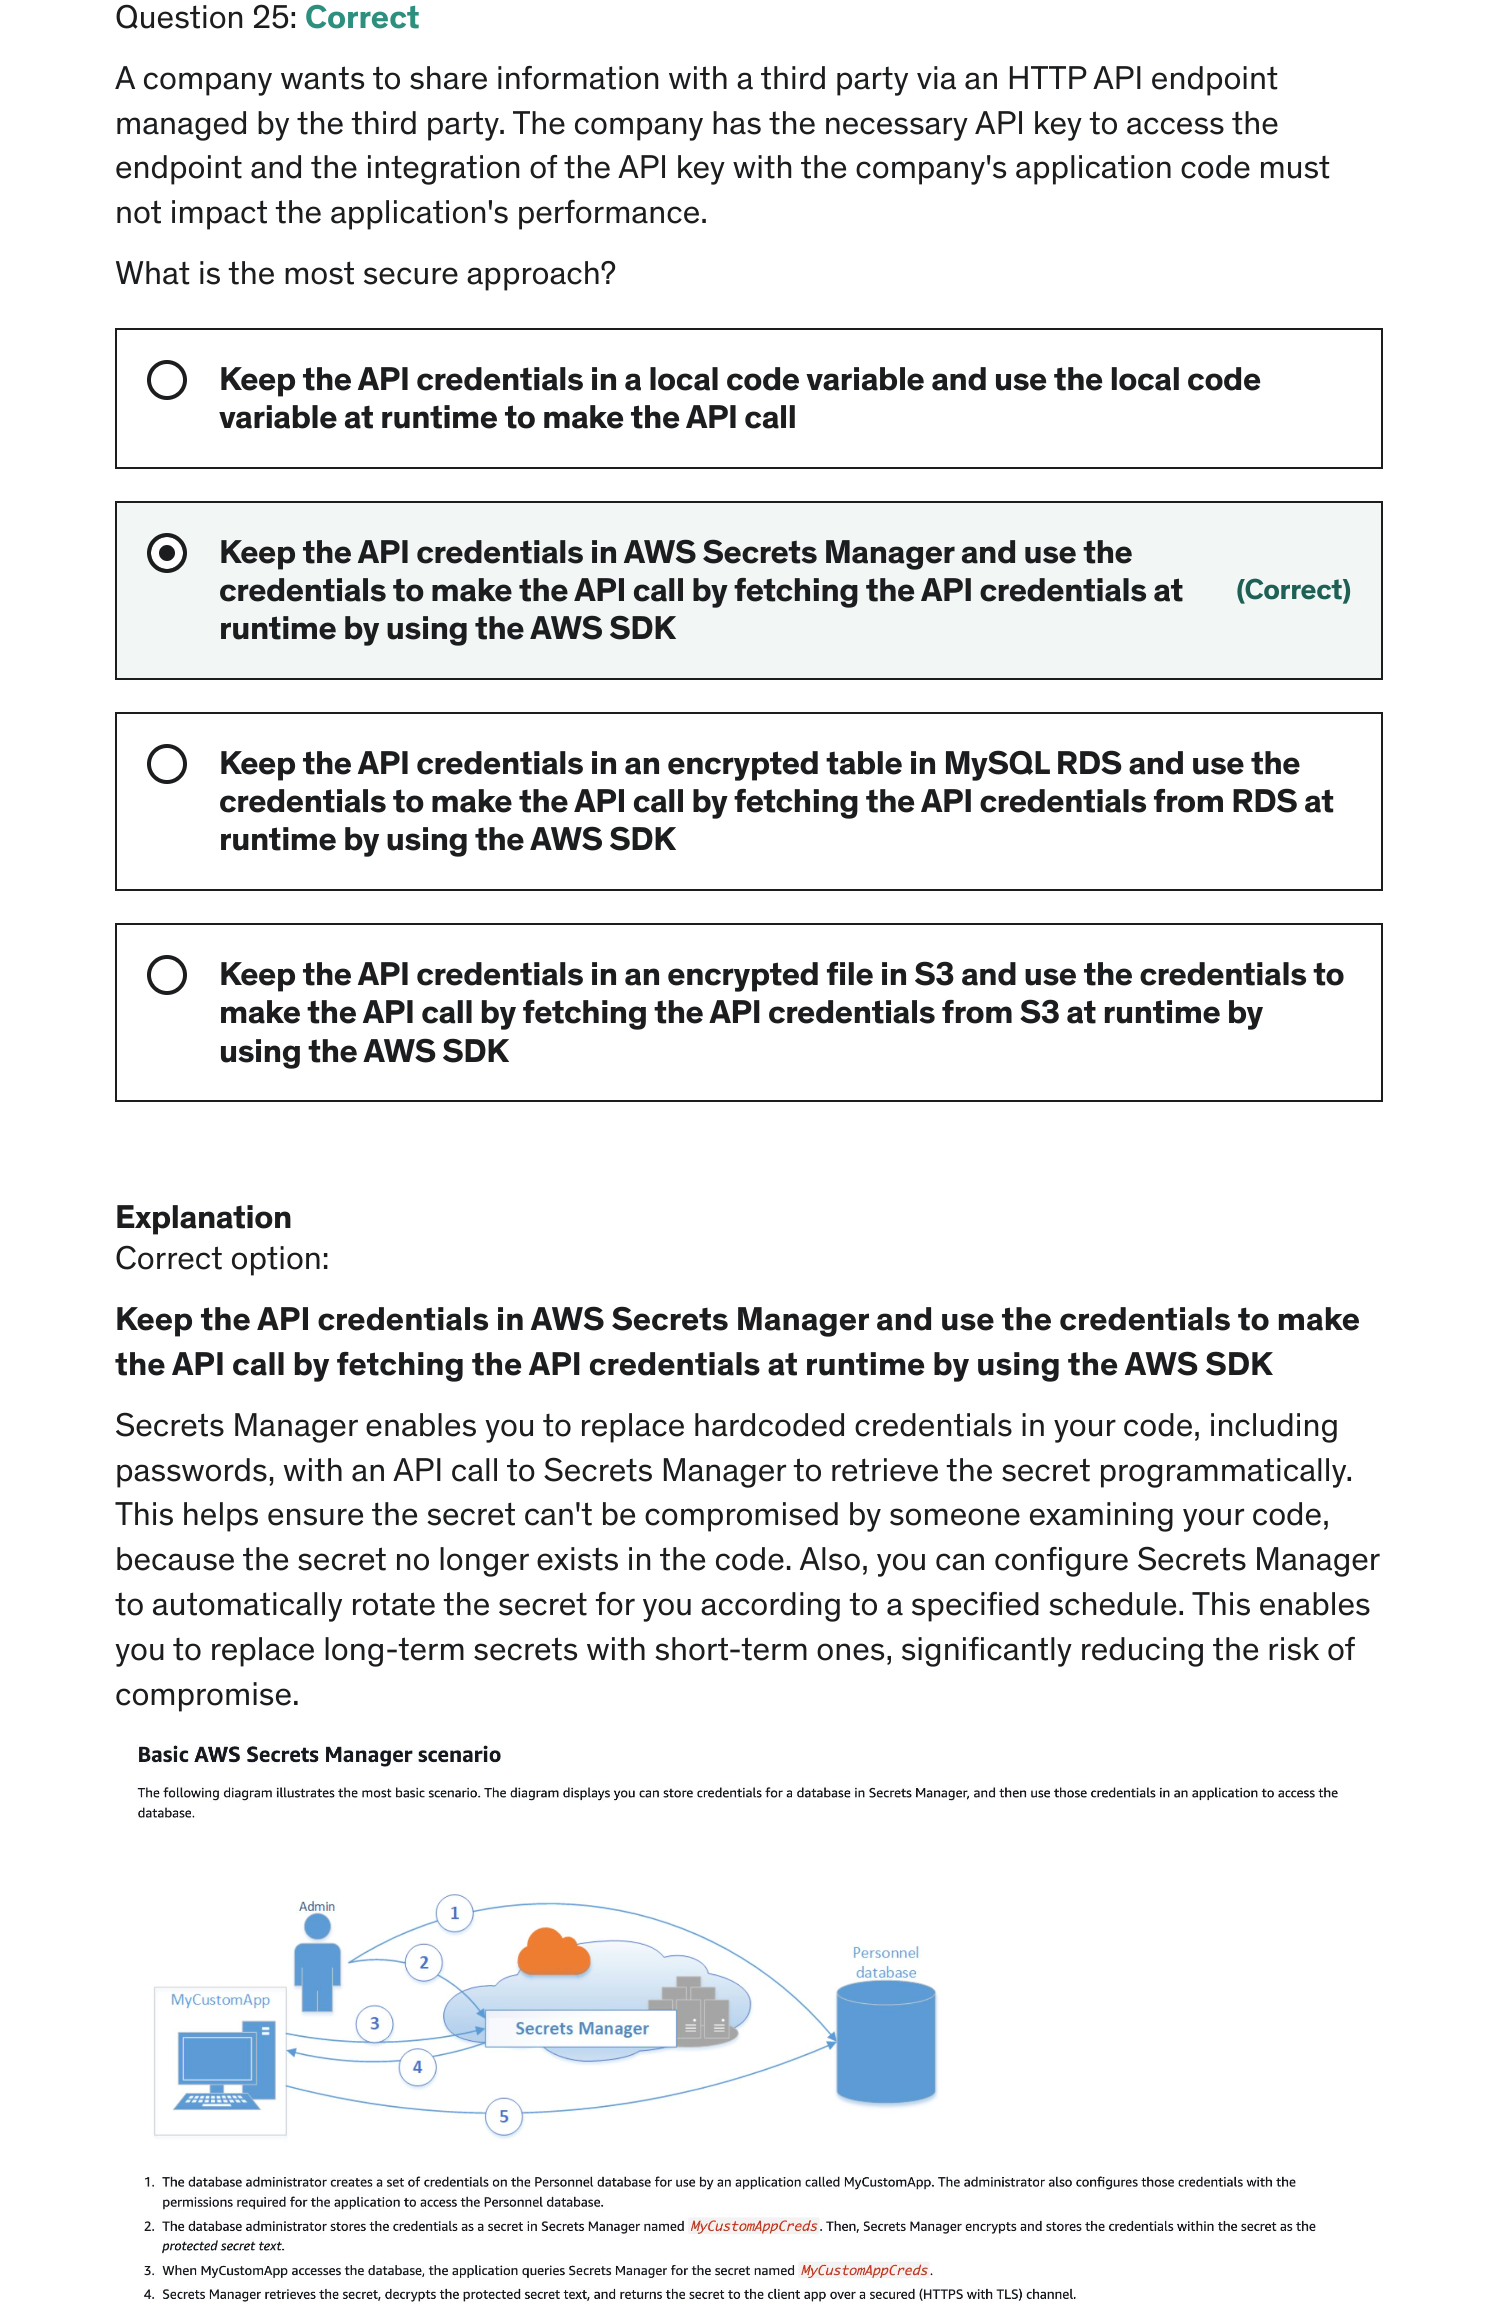 Question 25: Correct
A company wants to share information with a third party via an HTTP API endpoint
managed by the third party. The company has the necessary API key to access the
endpoint and the integration of the API key with the company's application code must
not impact the application's performance.
What is the most secure approach?
Keep the API credentials in a local code variable and use the local code
variable at runtime to make the API call
Keep the API credentials in AWS Secrets Manager and use the
credentials to make the API call by fetching the API credentials at
runtime by using the AWS SDK
(Correct)
Keep the API credentials in an encrypted table in MySQL RDS and use the
credentials to make the API call by fetching the API credentials from RDS at
runtime by using the AWS SDK
Keep the API credentials in an encrypted file in S3 and use the credentials to
make the API call by fetching the API credentials from S3 at runtime by
using the AWS SDK
Explanation
Correct option:
Keep the API credentials in AWS Secrets Manager and use the credentials to make
the API call by fetching the API credentials at runtime by using the AWS SDK
Secrets Manager enables you to replace hardcoded credentials in your code, including
passwords, with an API call to Secrets Manager to retrieve the secret programmatically.
This helps ensure the secret can't be compromised by someone examining your code,
because the secret no longer exists in the code. Also, you can configure Secrets Manager
to automatically rotate the secret for you according to a specified schedule. This enables
you to replace long-term secrets with short-term ones, significantly reducing the risk of
compromise.
Basic AWS Secrets Manager scenario
The following diagram illustrates the most basic scenario. The diagram displays you can store credentials for a database in Secrets Manager, and then use those credentials in an application to access the
database.
Admin
1
2
Personnel
database
MyCustomApp
3
Secrets Manager
4
5
1. The database administrator creates a set of credentials on the Personnel database for use by an application called MyCustomApp. The administrator also configures those credentials with the
permissions required for the application to access the Personnel database.
2. The database administrator stores the credentials as a secret in Secrets Manager named MyCustomAppCreds. Then, Secrets Manager encrypts and stores the credentials within the secret as the
protected secret text.
3. When MyCustomApp accesses the database, the application queries Secrets Manager for the secret named MyCustomAppCreds.
4. Secrets Manager retrieves the secret, decrypts the protected secret text, and returns the secret to the client app over a secured (HTTPS with TLS) channel.